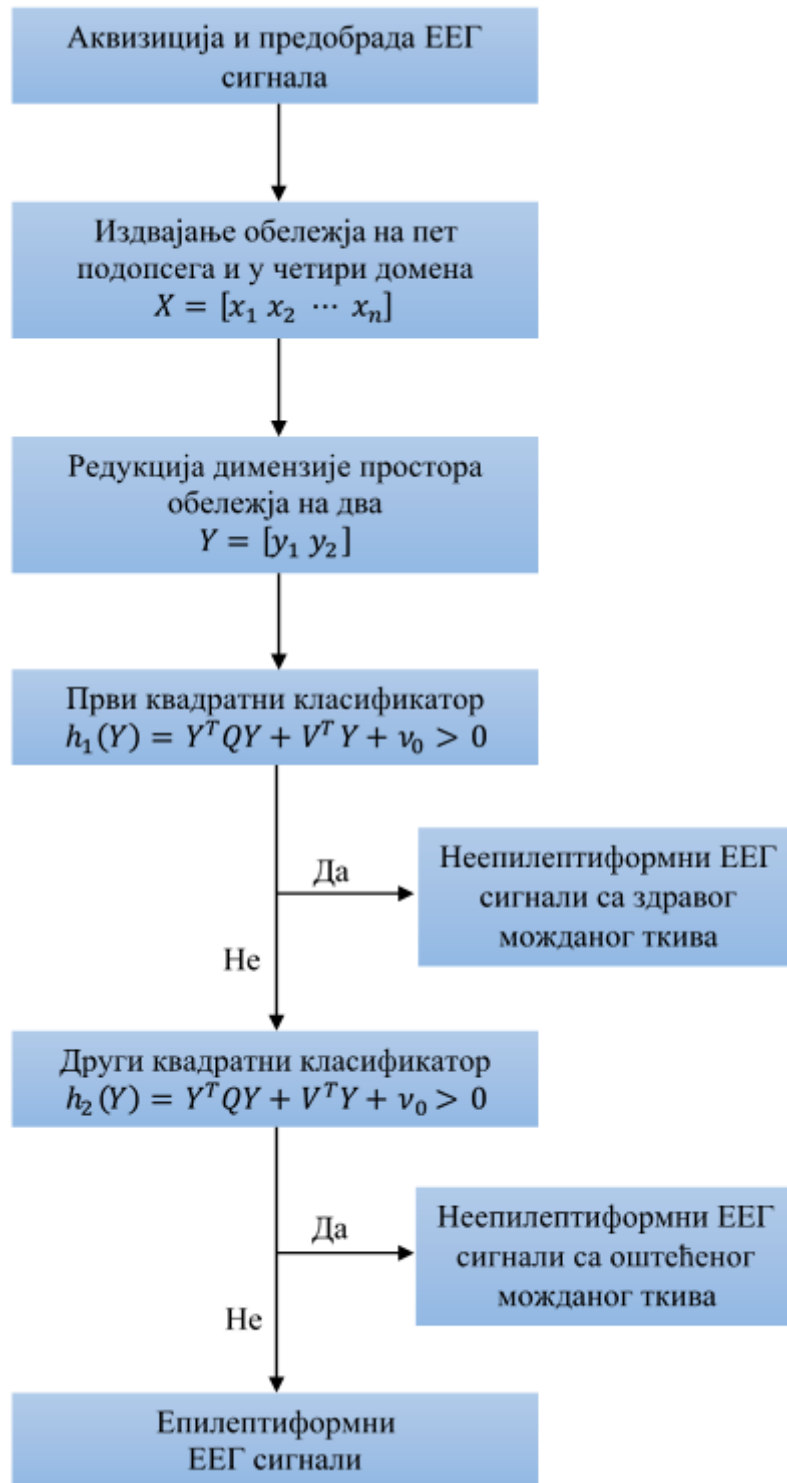 Аквизиција и предобрада ЕЕГ
сигнала
Издвајање обележја на пет
подопсега и у четири домена
X = [x₁ x₂ ⋯ xₙ]
Редукција димензије простора
обележја на два
Y = [y₁ y₂]
Први квадратни класификатор
h₁(Y) = YᵀQY + VᵀY + ν₀ > 0
Да
Неепилептиформни ЕЕГ
сигнали са здравог
можданог ткива
Не
Други квадратни класификатор
h₂(Y) = YᵀQY + VᵀY + ν₀ > 0
Да
Неепилептиформни ЕЕГ
сигнали са оштећеног
можданог ткива
Не
Епилептиформни
ЕЕГ сигнали